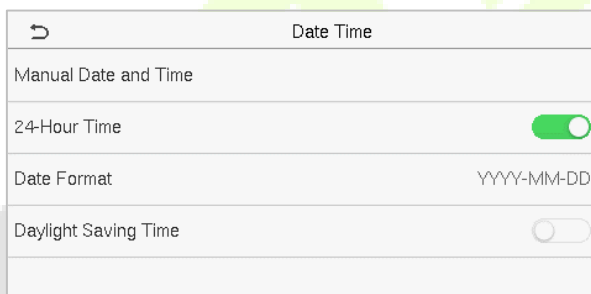 Date Time
Manual Date and Time
24-Hour Time
Date Format YYYY-MM-DD
Daylight Saving Time